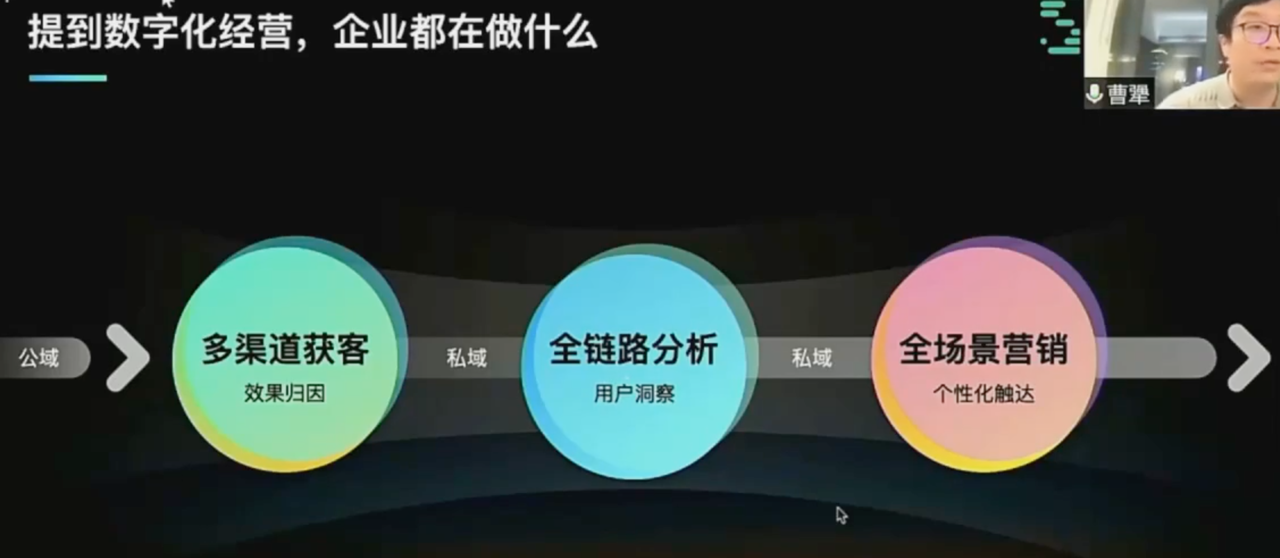 提到数字化经营，企业都在做什么
曹犟
公域
多渠道获客
效果归因
私域
全链路分析
用户洞察
私域
全场景营销
个性化触达